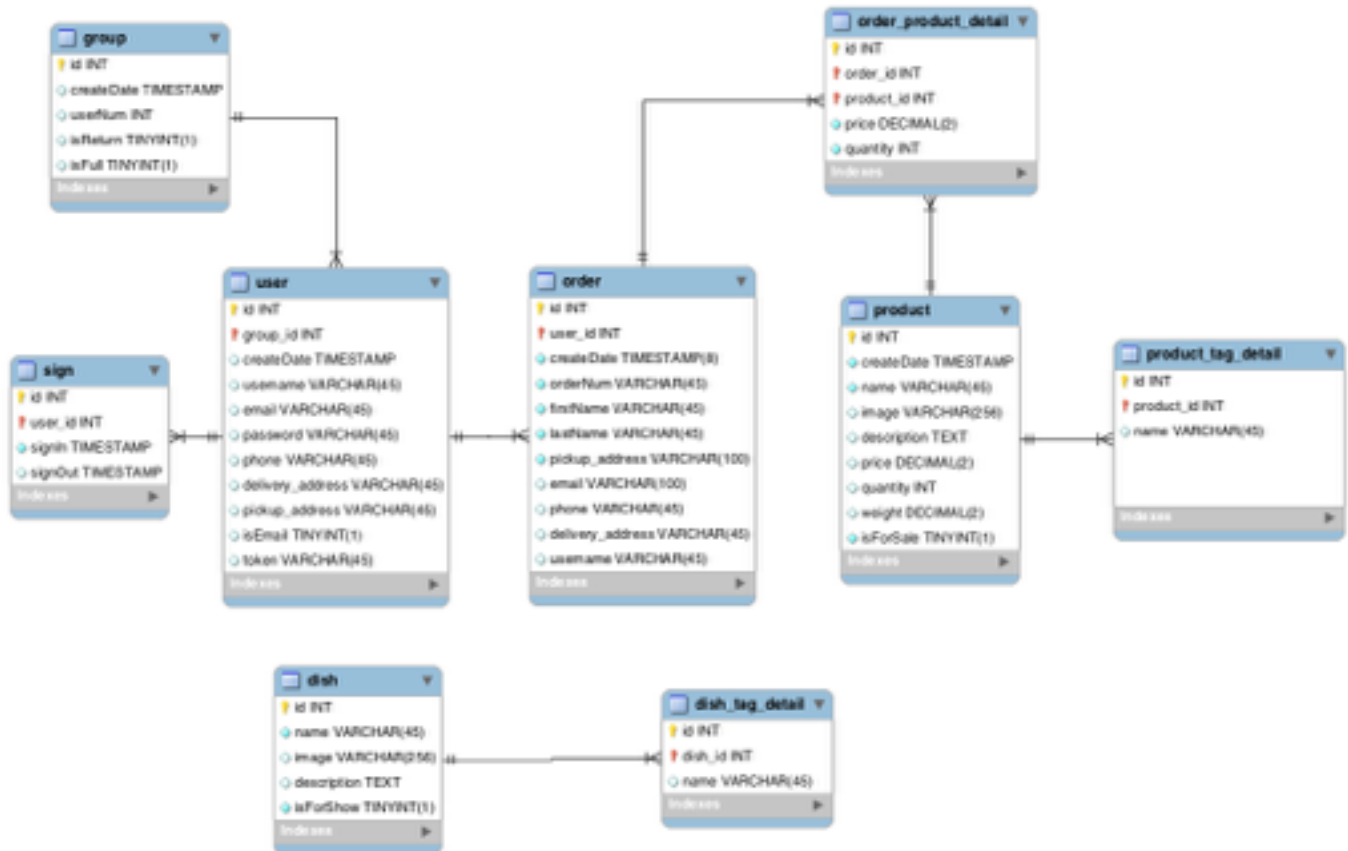 group
id INT
createDate TIMESTAMP
userNum INT
isReturn TINYINT(1)
isFull TINYINT(1)
Indexes
order_product_detail
id INT
order_id INT
product_id INT
price DECIMAL(2)
quantity INT
Indexes
user
id INT
group_id INT
createDate TIMESTAMP
username VARCHAR(45)
email VARCHAR(45)
password VARCHAR(45)
phone VARCHAR(45)
delivery_address VARCHAR(45)
pickup_address VARCHAR(45)
isEmail TINYINT(1)
token VARCHAR(45)
Indexes
order
id INT
user_id INT
createDate TIMESTAMP(8)
orderNum VARCHAR(45)
firstName VARCHAR(45)
lastName VARCHAR(45)
pickup_address VARCHAR(100)
email VARCHAR(100)
phone VARCHAR(45)
delivery_address VARCHAR(45)
username VARCHAR(45)
Indexes
product
id INT
createDate TIMESTAMP
name VARCHAR(45)
image VARCHAR(256)
description TEXT
price DECIMAL(2)
quantity INT
weight DECIMAL(2)
isForSale TINYINT(1)
Indexes
product_tag_detail
id INT
product_id INT
name VARCHAR(45)
Indexes
sign
id INT
user_id INT
signIn TIMESTAMP
signOut TIMESTAMP
Indexes
dish
id INT
name VARCHAR(45)
image VARCHAR(256)
description TEXT
isForShow TINYINT(1)
Indexes
dish_tag_detail
id INT
dish_id INT
name VARCHAR(45)
Indexes